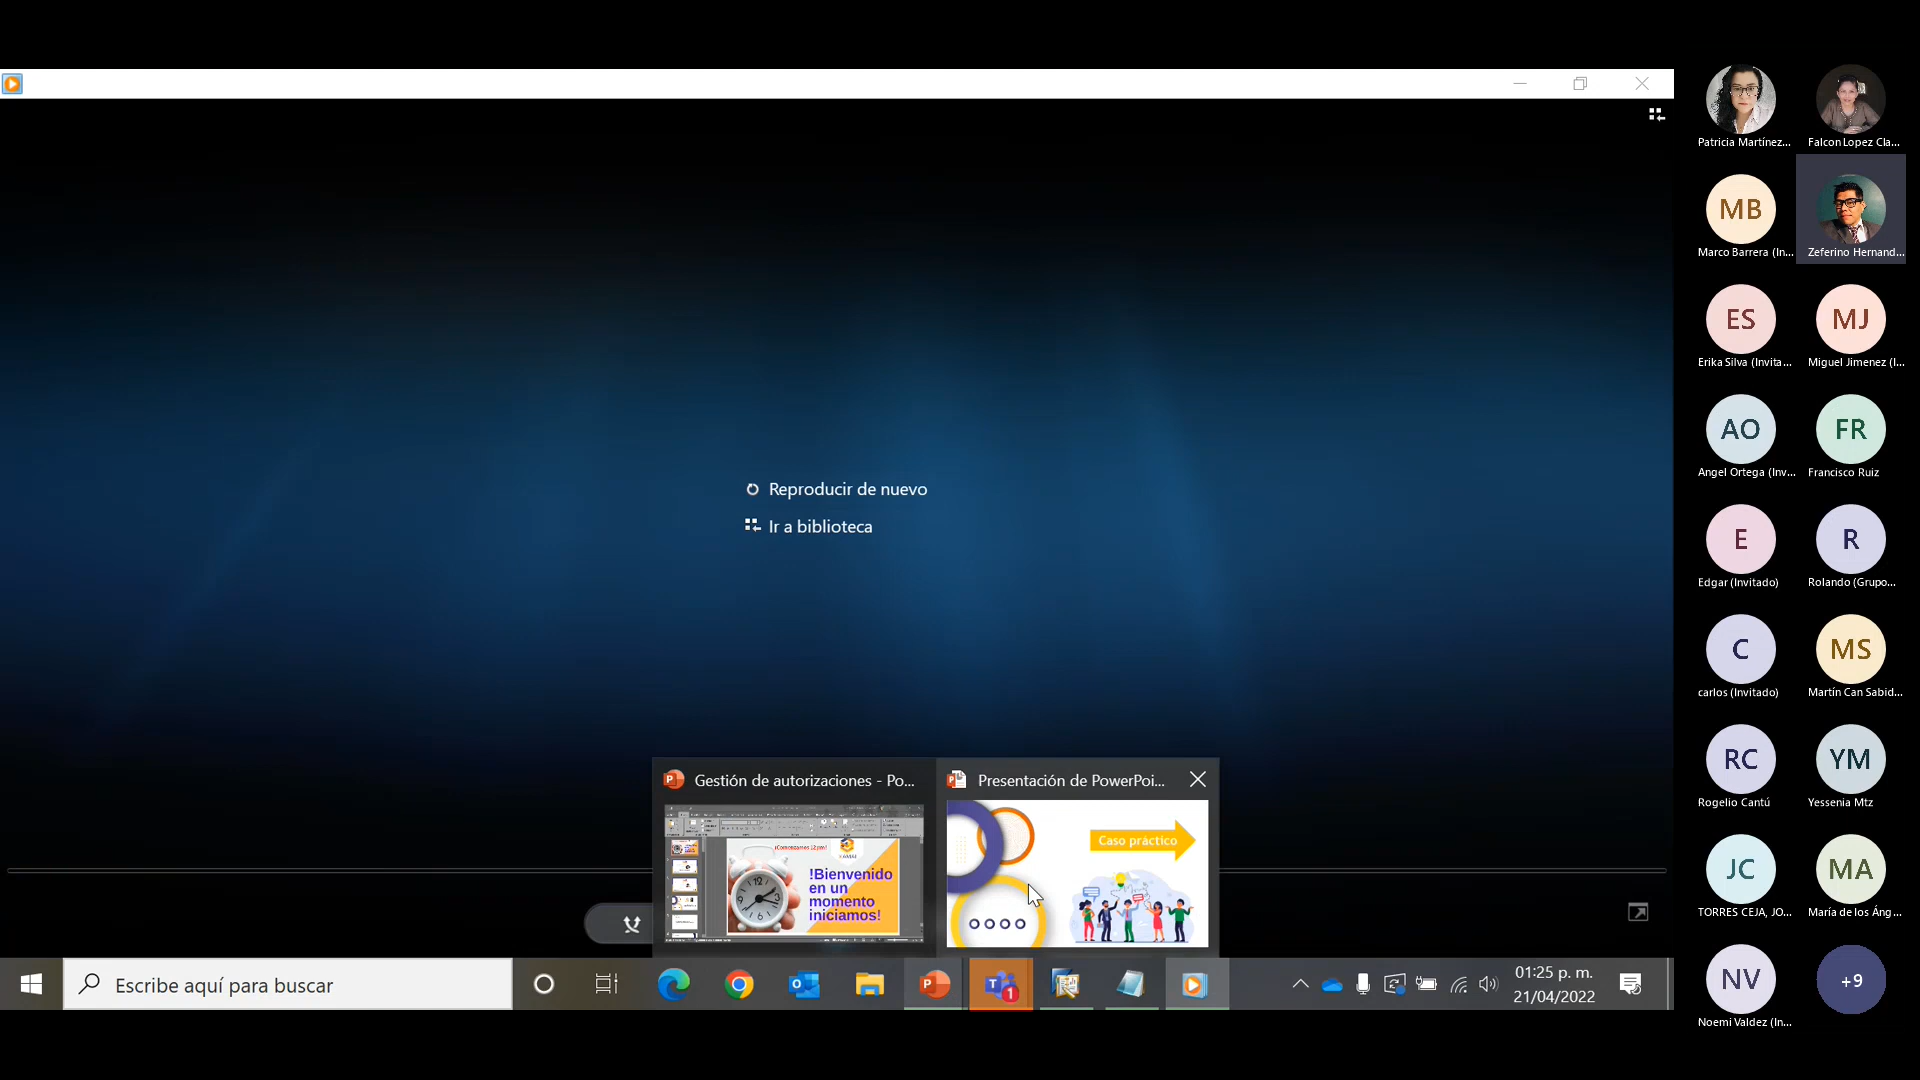 Reproducir de nuevo
Ir a biblioteca
Gestión de autorizaciones - Po...
Presentación de PowerPoi...
¡Comenzamos 12 pm!
!Bienvenido
en un
momento
iniciamos!
Caso práctico
Escribe aquí para buscar
1
01:25 p. m.
21/04/2022
Patricia Martínez...
Falcon Lopez Cla...
MB
Marco Barrera (In...
Zeferino Hernand...
ES
Erika Silva (Invita...
MJ
Miguel Jimenez (I...
AO
Angel Ortega (Inv...
FR
Francisco Ruiz
E
Edgar (Invitado)
R
Rolando (Grupo...
C
carlos (Invitado)
MS
Martín Can Sabid...
RC
Rogelio Cantú
YM
Yessenia Mtz
JC
TORRES CEJA, JO...
MA
María de los Áng...
NV
Noemi Valdez (In...
+9